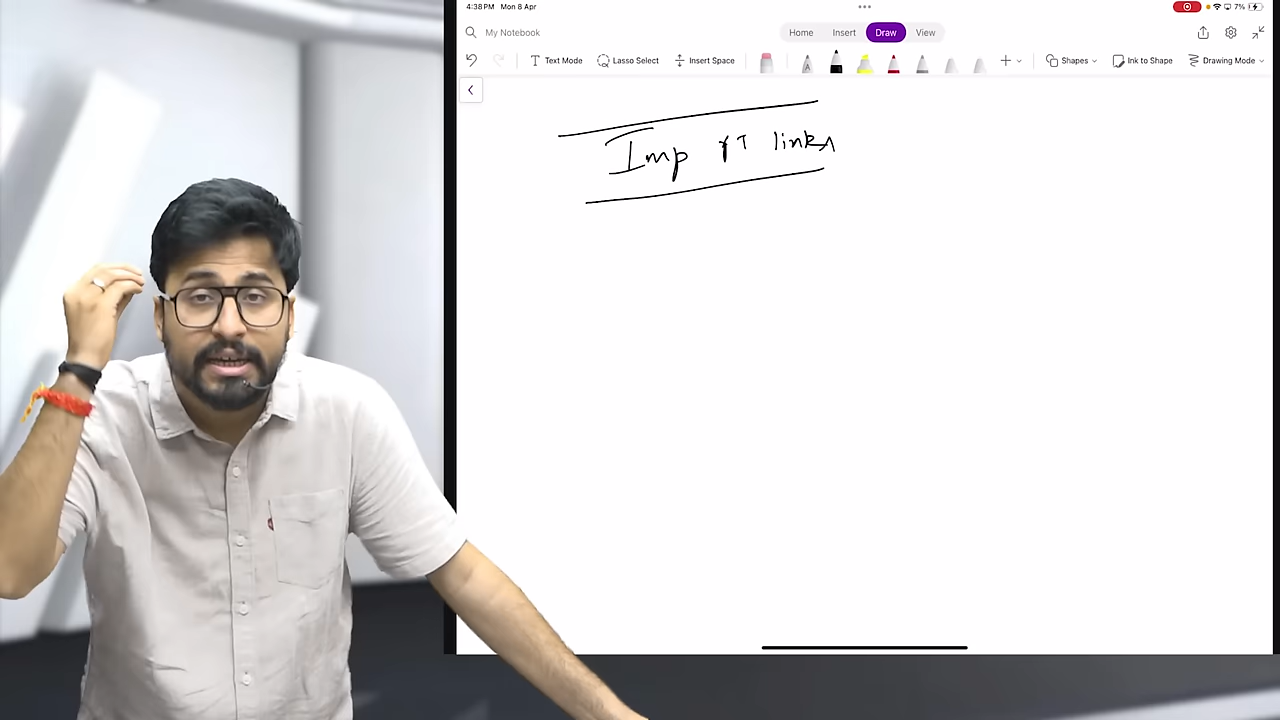 4:38 PM Mon 8 Apr
7%
My Notebook
Home Insert Draw View
Text Mode Lasso Select Insert Space Shapes Ink to Shape Drawing Mode
Imp YT links